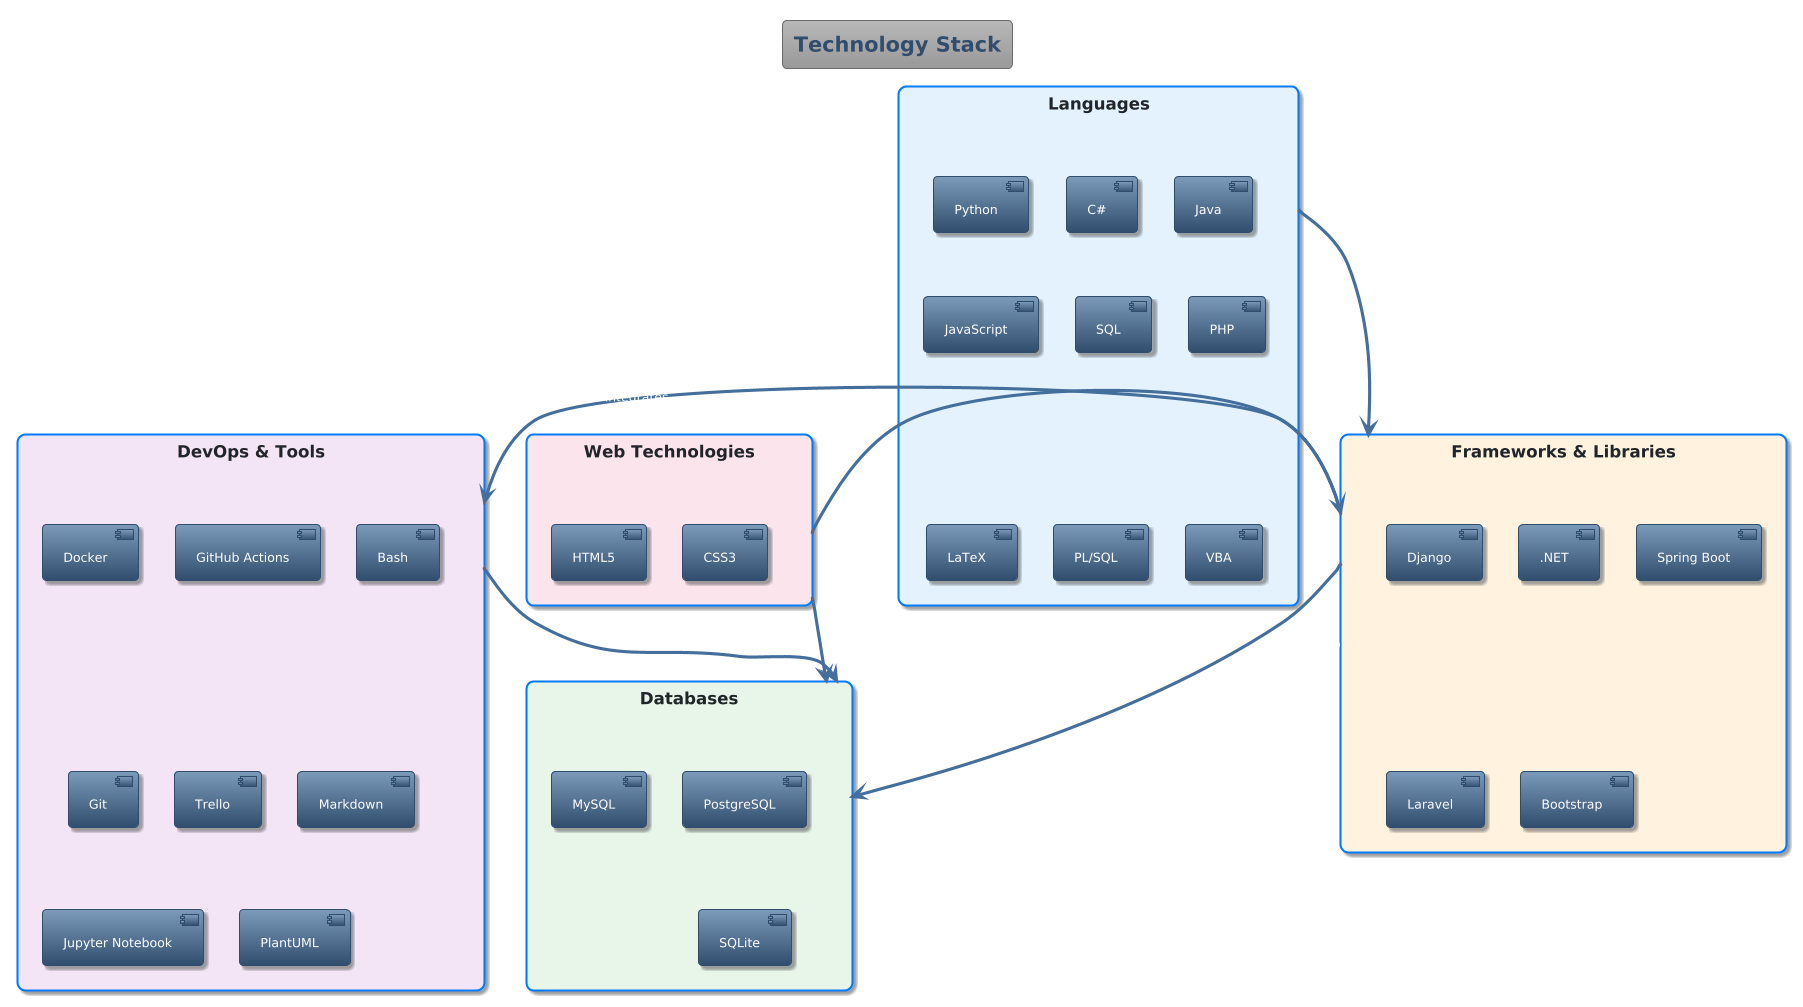 Technology Stack
Languages
Python
C#
Java
JavaScript
SQL
PHP
LaTeX
PL/SQL
VBA
DevOps & Tools
Docker
GitHub Actions
Bash
Git
Trello
Markdown
Jupyter Notebook
PlantUML
Web Technologies
HTML5
CSS3
Databases
MySQL
PostgreSQL
SQLite
Frameworks & Libraries
Django
.NET
Spring Boot
Laravel
Bootstrap